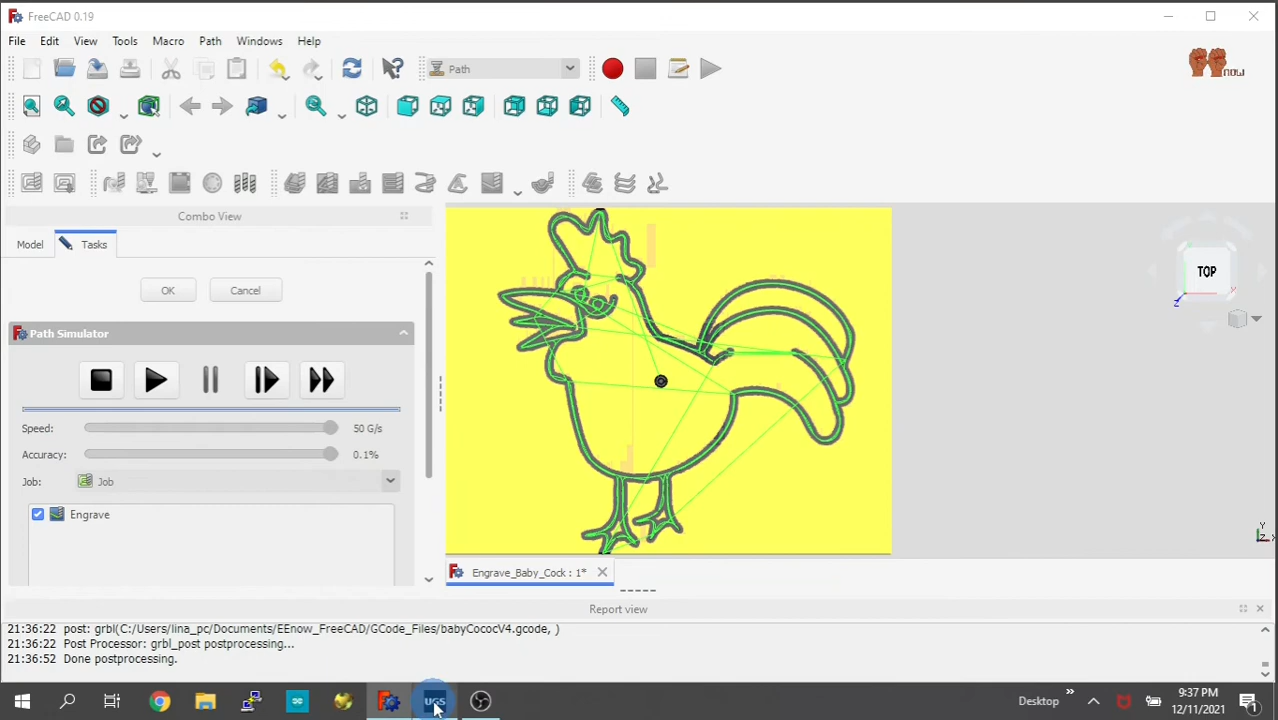 FreeCAD 0.19
File Edit View Tools Macro Path Windows Help
Path
now
Combo View
Model Tasks
OK Cancel
Path Simulator
Speed: 50 G/s
Accuracy: 0.1%
Job: Job
Engrave
TOP
Y
Z X
Engrave_Baby_Cock : 1*
Report view
21:36:22 post: grbl(C:/Users/lina_pc/Documents/EEnow_FreeCAD/GCode_Files/babyCococV4.gcode, )
21:36:22 Post Processor: grbl_post postprocessing...
21:36:52 Done postprocessing.
UGS
Desktop
9:37 PM
12/11/2021
1